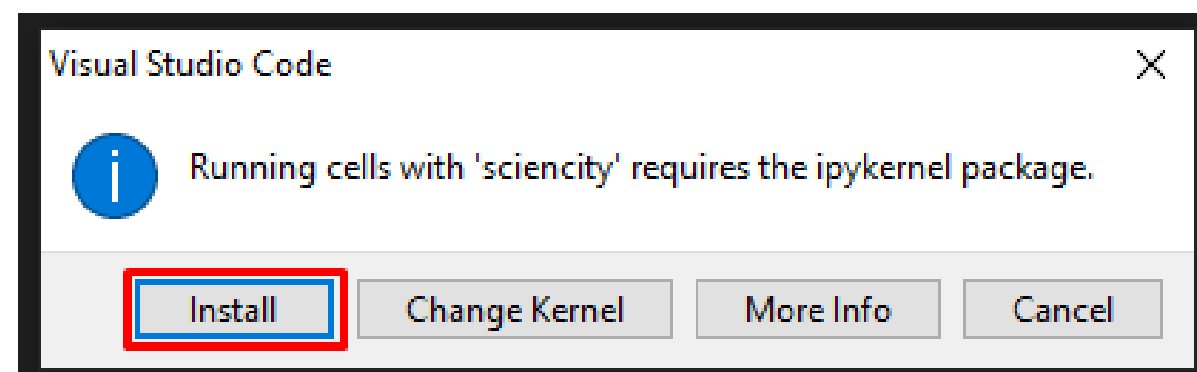 Visual Studio Code
Running cells with 'sciencity' requires the ipykernel package.
Install Change Kernel More Info Cancel